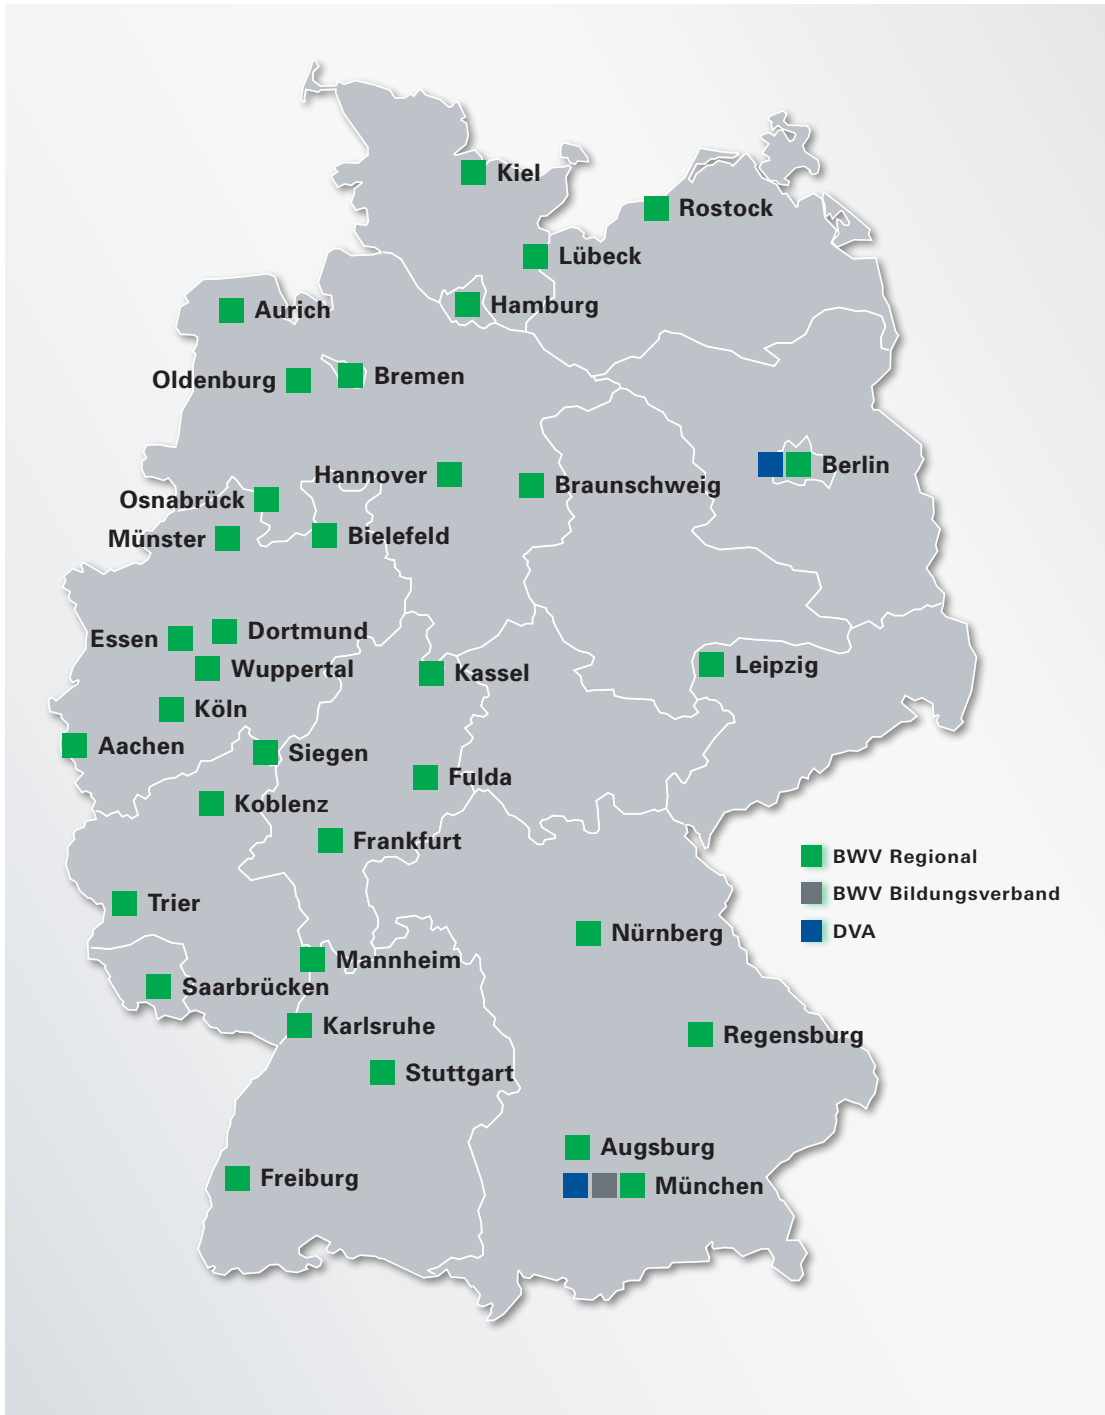 Kiel
Rostock
Lübeck
Hamburg
Aurich
Bremen
Oldenburg
Berlin
Hannover
Braunschweig
Osnabrück
Bielefeld
Münster
Dortmund
Essen
Leipzig
Wuppertal
Kassel
Köln
Aachen
Siegen
Fulda
Koblenz
Frankfurt
BWV Regional
BWV Bildungsverband
Trier
DVA
Nürnberg
Mannheim
Saarbrücken
Karlsruhe
Regensburg
Stuttgart
Augsburg
Freiburg
München